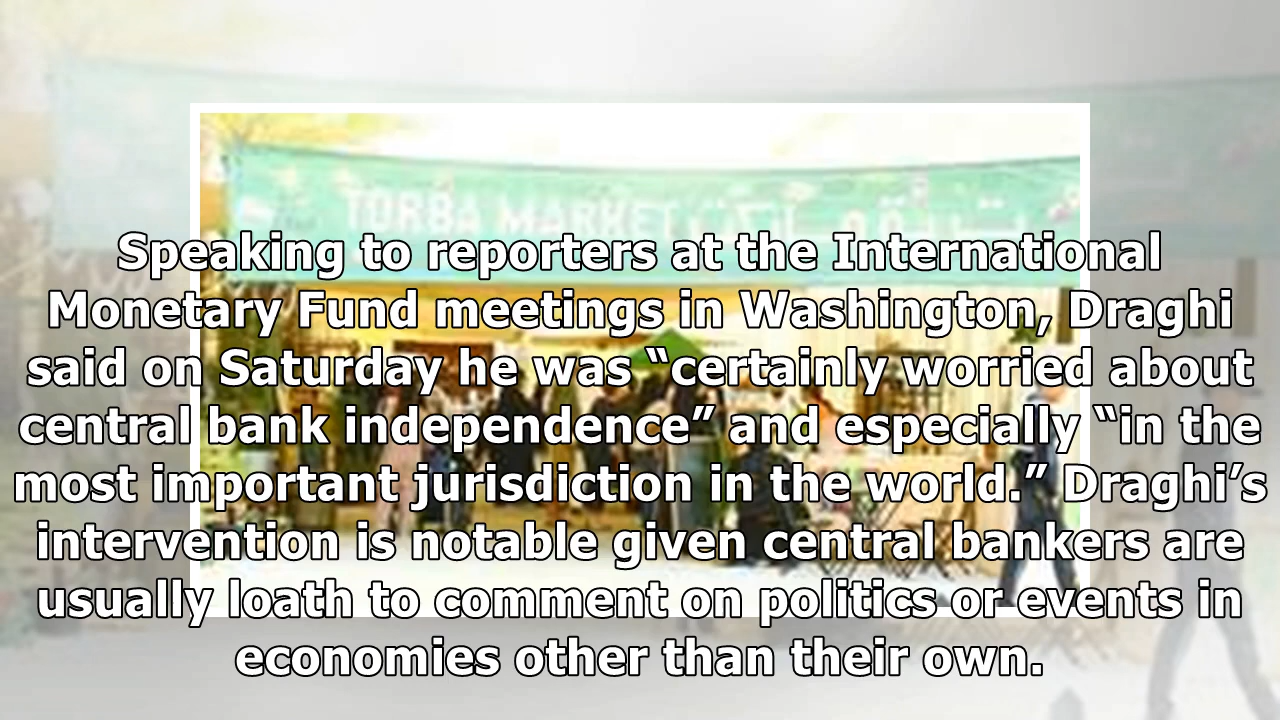 TORBA MARKET
Speaking to reporters at the International
Monetary Fund meetings in Washington, Draghi
said on Saturday he was “certainly worried about
central bank independence” and especially “in the
most important jurisdiction in the world.” Draghi’s
intervention is notable given central bankers are
usually loath to comment on politics or events in
economies other than their own.